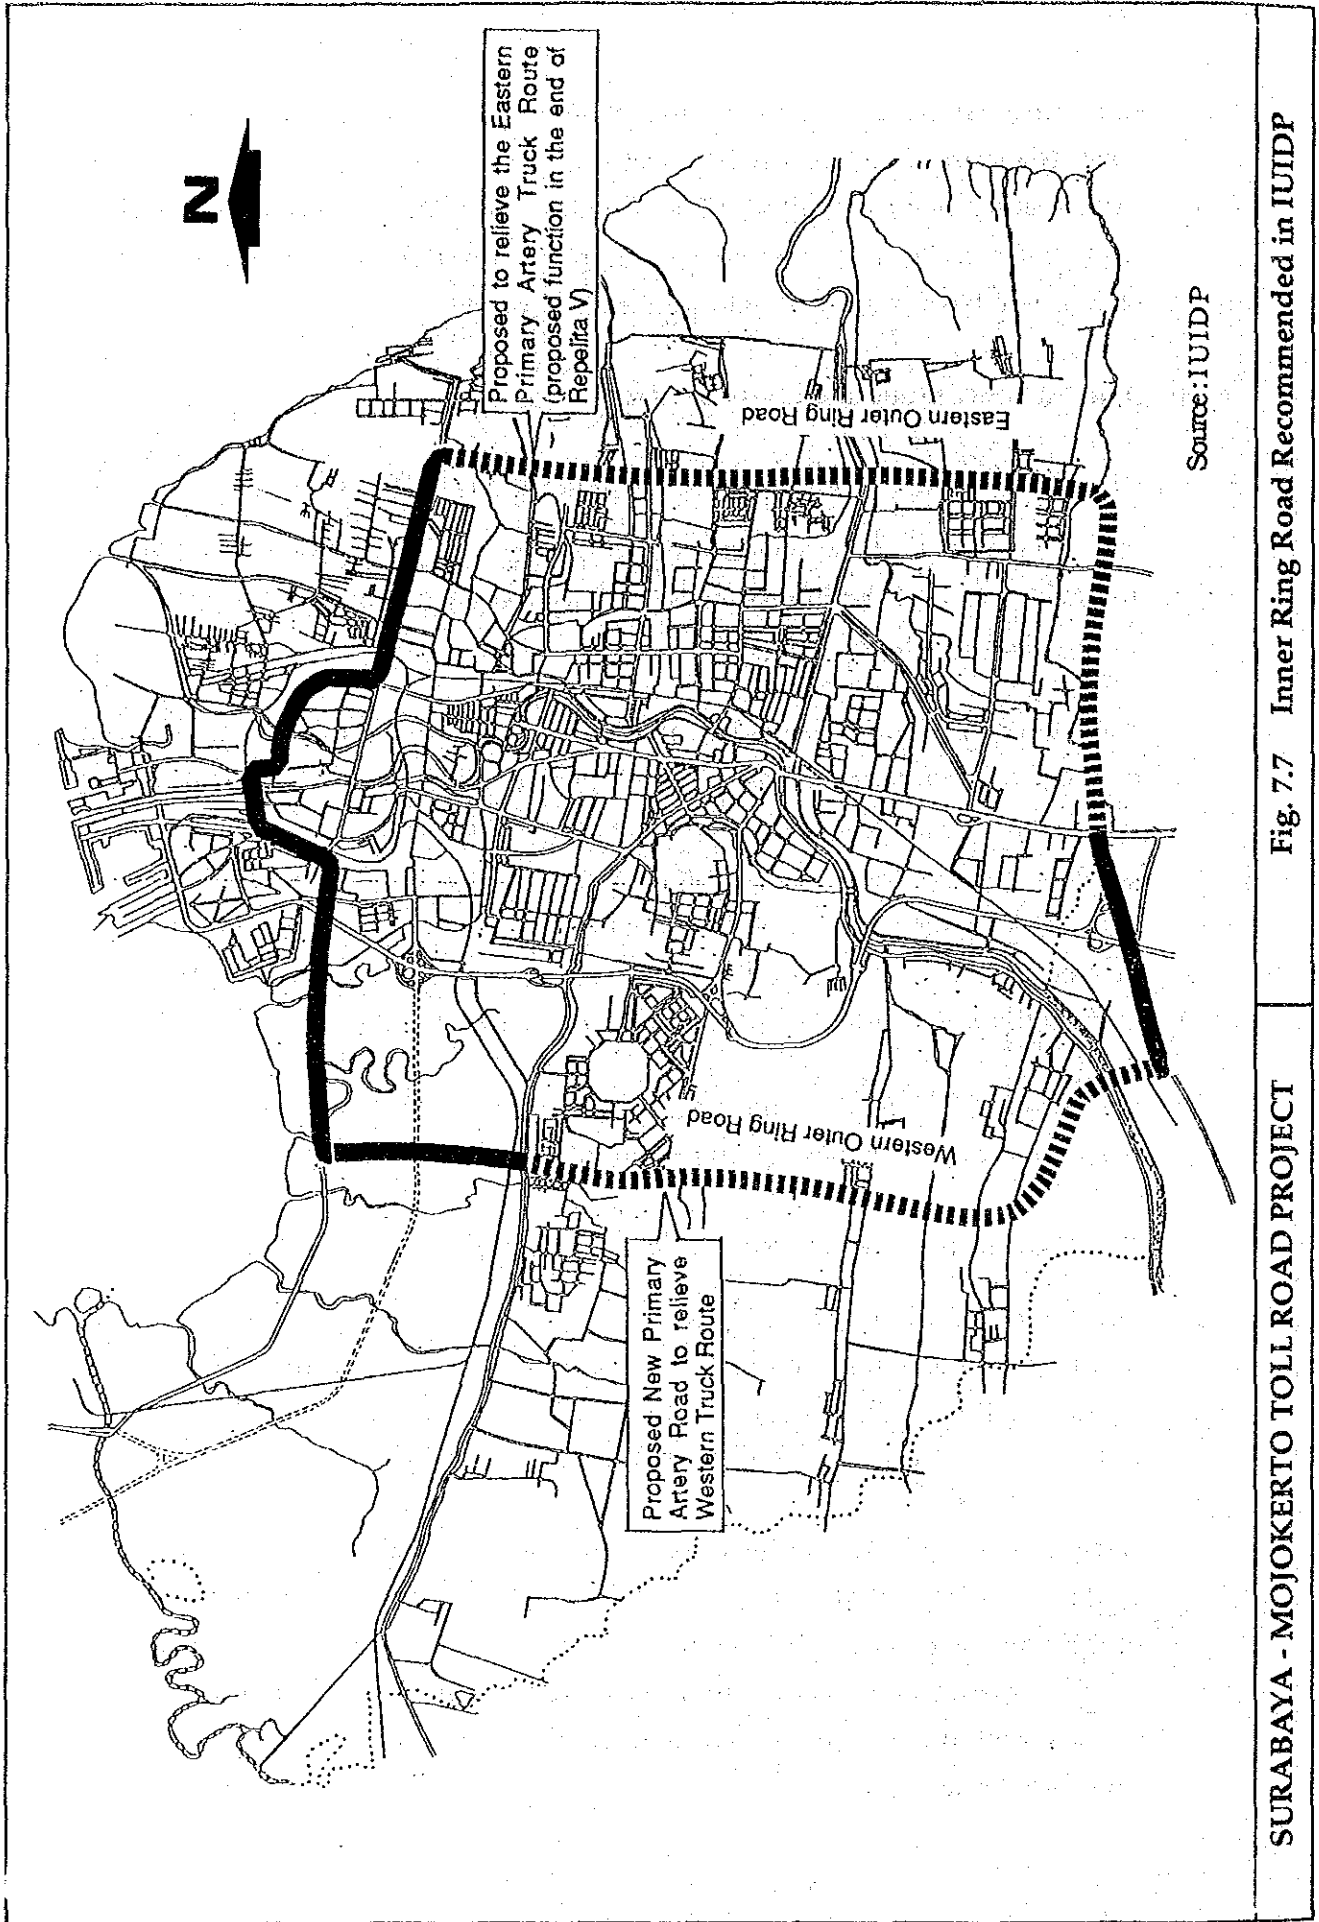 N
Proposed to relieve the Eastern
Primary Artery Truck Route
(proposed function in the end of
Repelita V)
Eastern Outer Ring Road
Western Outer Ring Road
Proposed New Primary
Artery Road to relieve
Western Truck Route
Source:IUIDP
SURABAYA - MOJOKERTO TOLL ROAD PROJECT
Fig. 7.7 Inner Ring Road Recommended in IUIDP